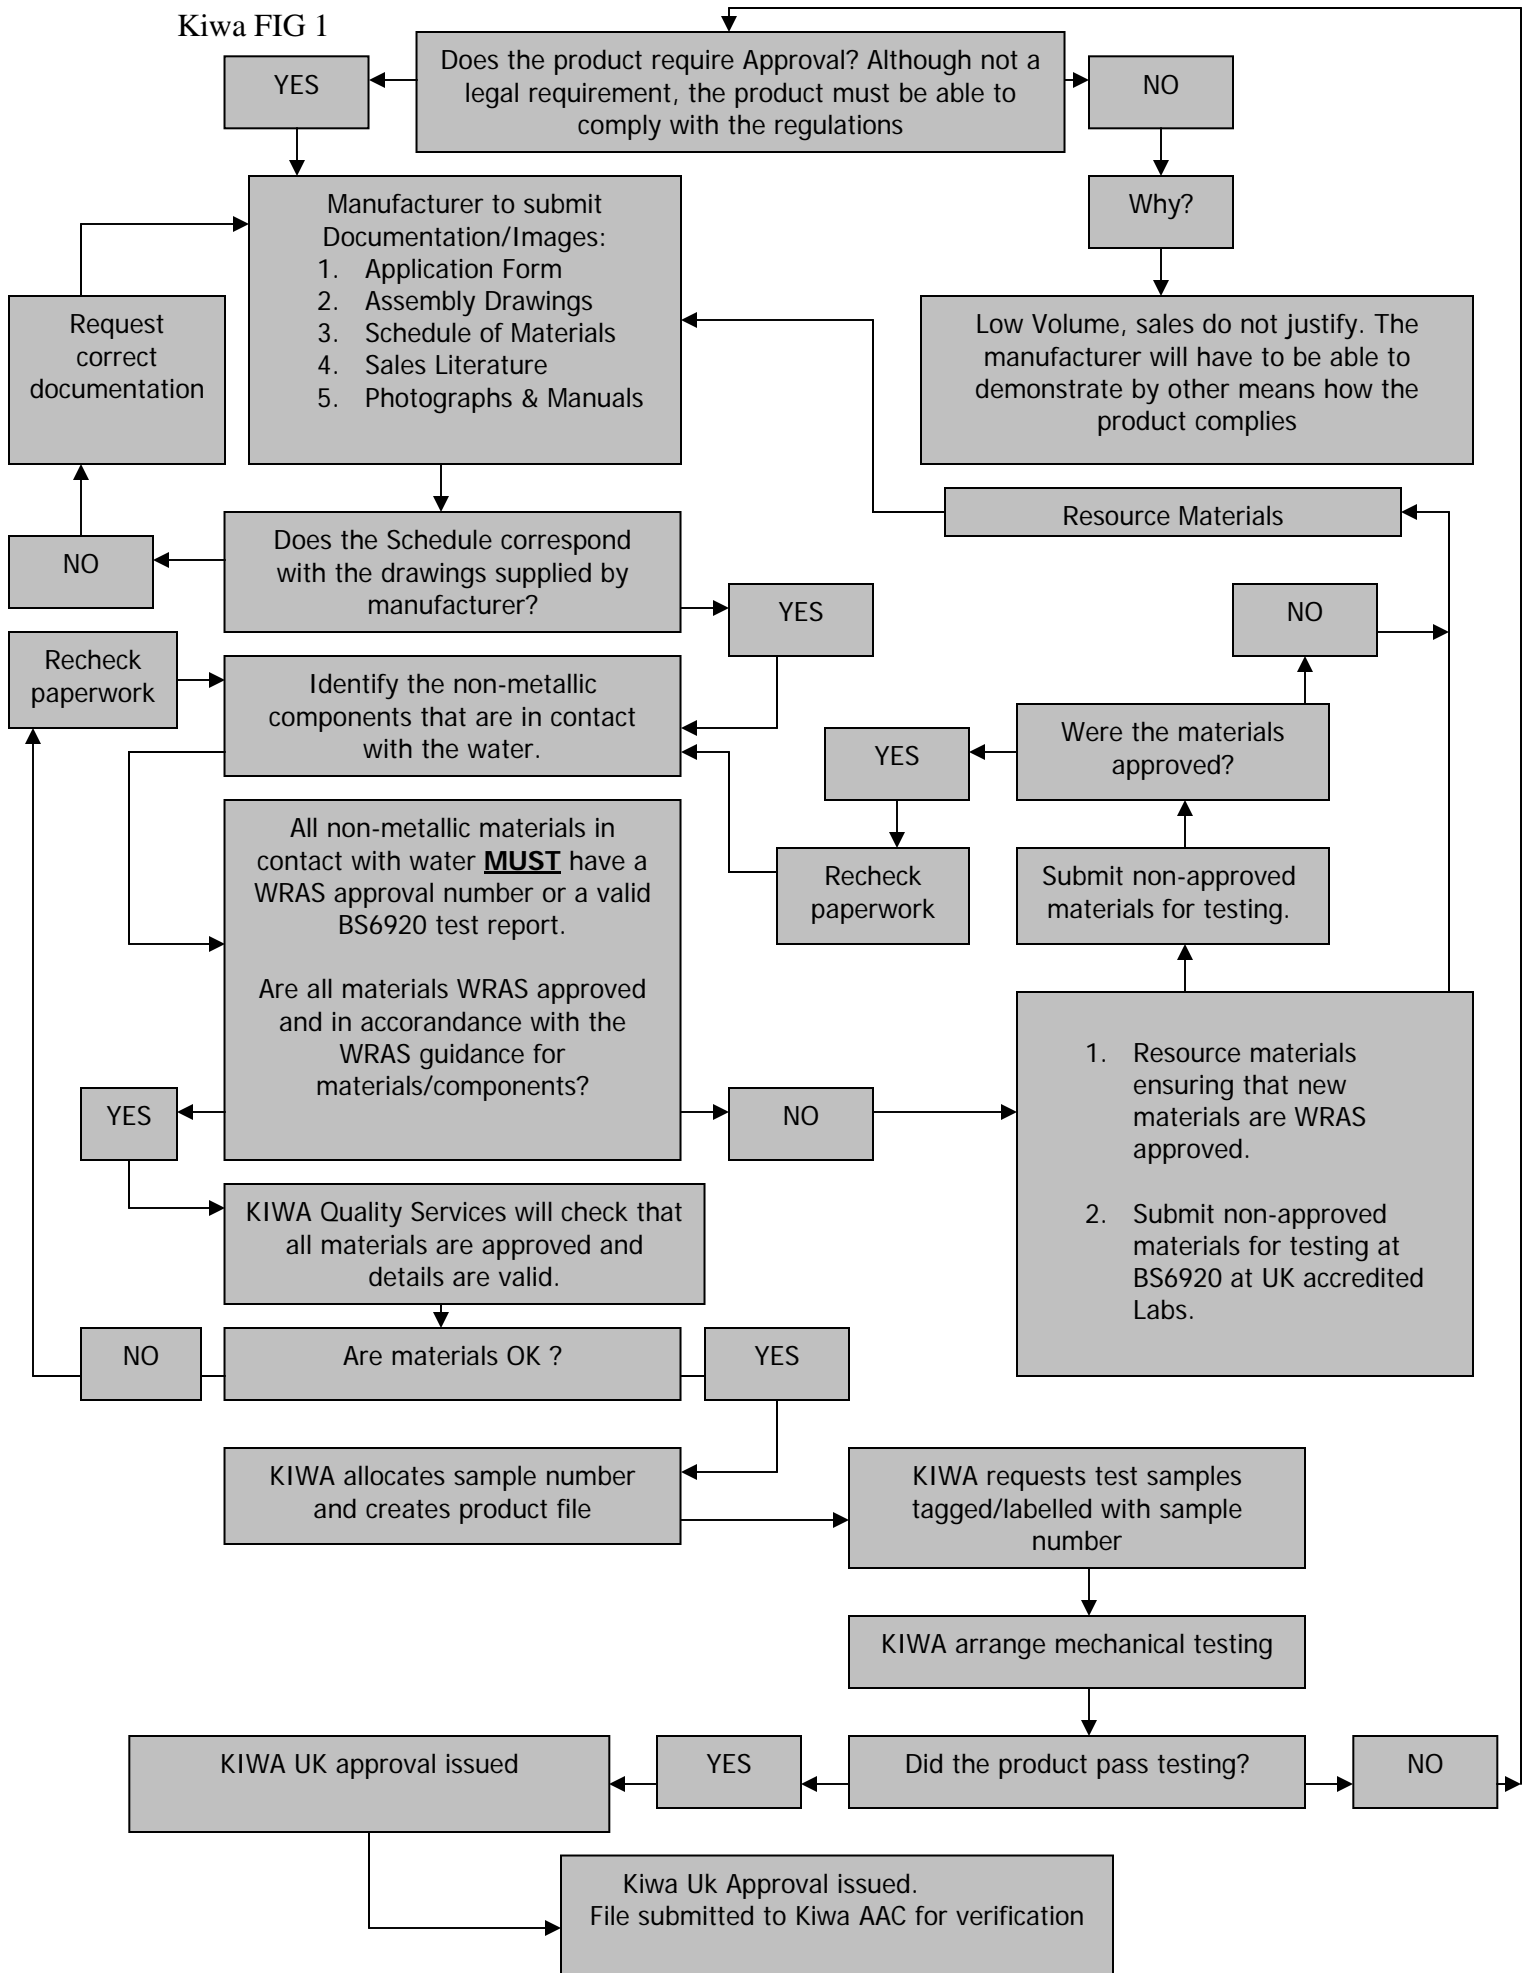 Kiwa FIG 1
Does the product require Approval? Although not a
legal requirement, the product must be able to
comply with the regulations
YES
NO
Manufacturer to submit
Documentation/Images:
1. Application Form
2. Assembly Drawings
3. Schedule of Materials
4. Sales Literature
5. Photographs & Manuals
Why?
Request
correct
documentation
Low Volume, sales do not justify. The
manufacturer will have to be able to
demonstrate by other means how the
product complies
Resource Materials
Does the Schedule correspond
with the drawings supplied by
manufacturer?
NO
YES
NO
Recheck
paperwork
Identify the non-metallic
components that are in contact
with the water.
Were the materials
approved?
YES
Recheck
paperwork
Submit non-approved
materials for testing.
All non-metallic materials in
contact with water MUST have a
WRAS approval number or a valid
BS6920 test report.
Are all materials WRAS approved
and in accorandance with the
WRAS guidance for
materials/components?
YES
NO
1. Resource materials
ensuring that new
materials are WRAS
approved.
2. Submit non-approved
materials for testing at
BS6920 at UK accredited
Labs.
KIWA Quality Services will check that
all materials are approved and
details are valid.
NO
Are materials OK ?
YES
KIWA allocates sample number
and creates product file
KIWA requests test samples
tagged/labelled with sample
number
KIWA arrange mechanical testing
KIWA UK approval issued
YES
Did the product pass testing?
NO
Kiwa Uk Approval issued.
File submitted to Kiwa AAC for verification